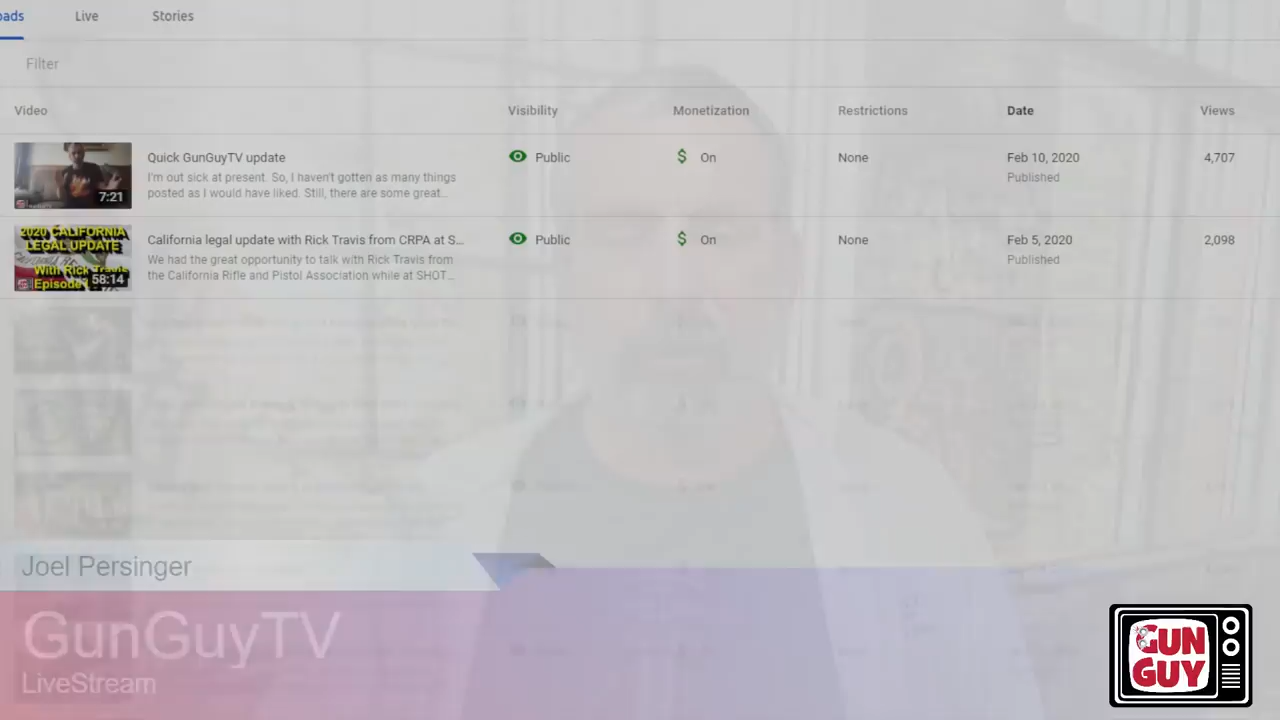 oads Live Stories
Filter
Video Visibility Monetization Restrictions Date Views
Quick GunGuyTV update Public $ On None Feb 10, 2020 4,707
I'm out sick at present. So, I haven't gotten as many things Published
posted as I would have liked. Still, there are some great...
7:21
2020 CALIFORNIA
LEGAL UPDATE
With Rick Travis
Episode
58:14
California legal update with Rick Travis from CRPA at S... Public $ On None Feb 5, 2020 2,098
We had the great opportunity to talk with Rick Travis from Published
the California Rifle and Pistol Association while at SHOT...
Joel Persinger
GunGuyTV
LiveStream
GUN
GUY